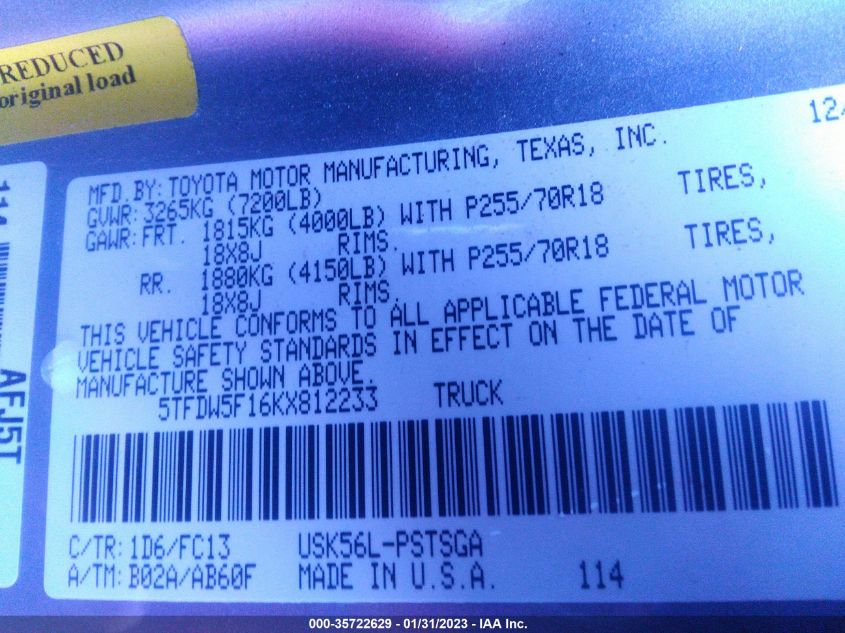 REDUCED
original load
12/
MFD. BY: TOYOTA MOTOR MANUFACTURING, TEXAS, INC.
GVWR: 3265KG (7200LB)
GAWR: FRT. 1815KG (4000LB) WITH P255/70R18 TIRES,
18X8J RIMS.
RR. 1880KG (4150LB) WITH P255/70R18 TIRES,
18X8J RIMS.
THIS VEHICLE CONFORMS TO ALL APPLICABLE FEDERAL MOTOR
VEHICLE SAFETY STANDARDS IN EFFECT ON THE DATE OF
MANUFACTURE SHOWN ABOVE.
5TFDW5F16KX812233 TRUCK
C/TR: 1D6/FC13 USK56L-PSTSGA
A/TM: B02A/AB60F MADE IN U.S.A. 114
114
AFJ5T
000-35722629 - 01/31/2023 - IAA Inc.